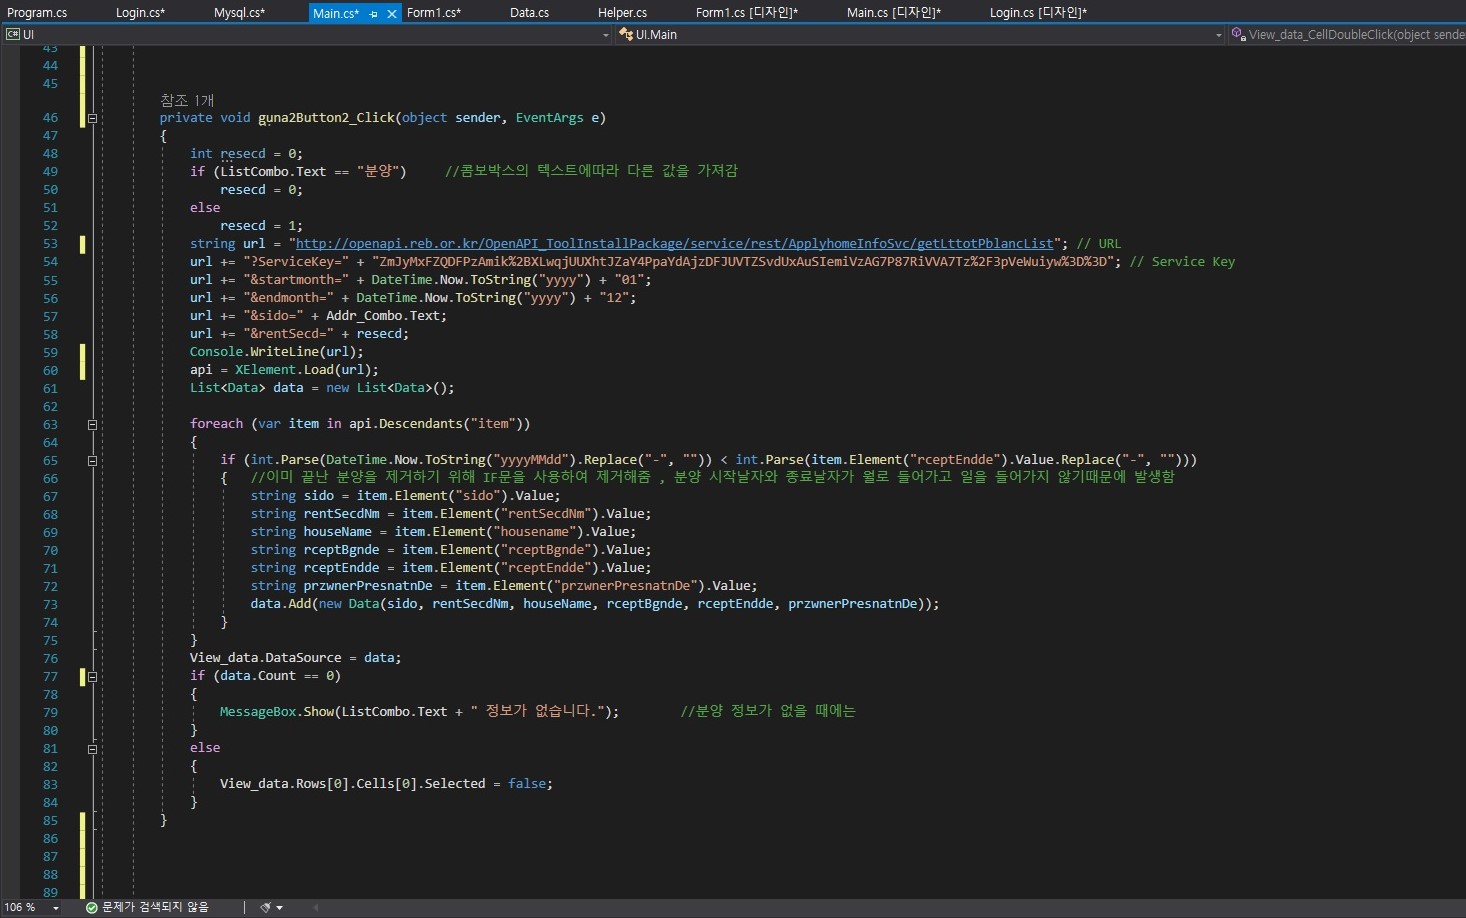 Program.cs Login.cs* Mysql.cs* Main.cs* Form1.cs* Data.cs Helper.cs Form1.cs [디자인]* Main.cs [디자인]* Login.cs [디자인]*
C# UI UI.Main View_data_CellDoubleClick(object sende
43
44
45
참조 1개
46 private void guna2Button2_Click(object sender, EventArgs e)
47 {
48 int resecd = 0;
49 if (ListCombo.Text == "분양") //콤보박스의 텍스트에따라 다른 값을 가져감
50 resecd = 0;
51 else
52 resecd = 1;
53 string url = "http://openapi.reb.or.kr/OpenAPI_ToolInstallPackage/service/rest/ApplyhomeInfoSvc/getLttotPblancList"; // URL
54 url += "?ServiceKey=" + "ZmJyMxFZQDFPzAmik%2BXLwqjUUXhtJZaY4PpaYdAjzDFJUVTZSvdUxAuSIemiVzAG7P87RiVVA7Tz%2F3pVeWuiyw%3D%3D"; // Service Key
55 url += "&startmonth=" + DateTime.Now.ToString("yyyy") + "01";
56 url += "&endmonth=" + DateTime.Now.ToString("yyyy") + "12";
57 url += "&sido=" + Addr_Combo.Text;
58 url += "&rentSecd=" + resecd;
59 Console.WriteLine(url);
60 api = XElement.Load(url);
61 List<Data> data = new List<Data>();
62
63 foreach (var item in api.Descendants("item"))
64 {
65 if (int.Parse(DateTime.Now.ToString("yyyyMMdd").Replace("-", "")) < int.Parse(item.Element("rceptEndde").Value.Replace("-", "")))
66 { //이미 끝난 분양을 제거하기 위해 IF문을 사용하여 제거해줌 , 분양 시작날자와 종료날자가 월로 들어가고 일을 들어가지 않기때문에 발생함
67 string sido = item.Element("sido").Value;
68 string rentSecdNm = item.Element("rentSecdNm").Value;
69 string houseName = item.Element("housename").Value;
70 string rceptBgnde = item.Element("rceptBgnde").Value;
71 string rceptEndde = item.Element("rceptEndde").Value;
72 string przwnerPresnatnDe = item.Element("przwnerPresnatnDe").Value;
73 data.Add(new Data(sido, rentSecdNm, houseName, rceptBgnde, rceptEndde, przwnerPresnatnDe));
74 }
75 }
76 View_data.DataSource = data;
77 if (data.Count == 0)
78 {
79 MessageBox.Show(ListCombo.Text + " 정보가 없습니다."); //분양 정보가 없을 때에는
80 }
81 else
82 {
83 View_data.Rows[0].Cells[0].Selected = false;
84 }
85 }
86
87
88
89
106 % 문제가 검색되지 않음